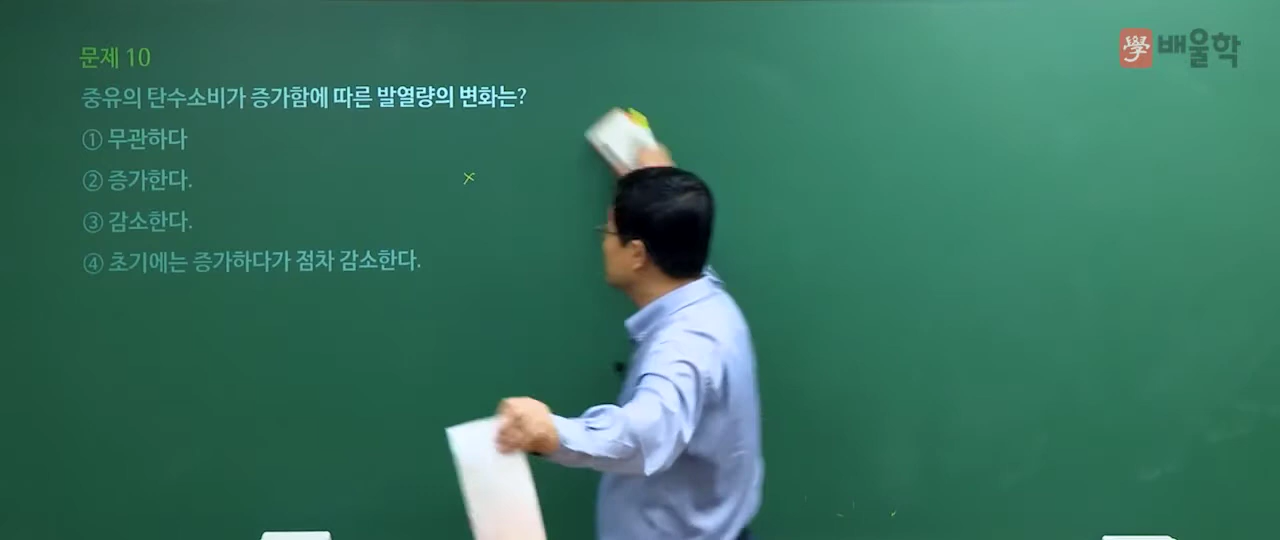 學 배울학
문제 10
중유의 탄수소비가 증가함에 따른 발열량의 변화는?
① 무관하다
② 증가한다.
③ 감소한다.
④ 초기에는 증가하다가 점차 감소한다.